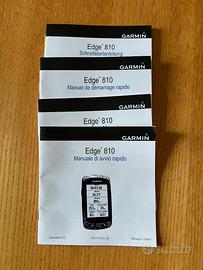 GARMIN
Edge® 810
Schnellstartanleitung
GARMIN
Edge® 810
Manuel de démarrage rapide
GARMIN
Edge® 810
GARMIN
Edge® 810
Manuale di avvio rapido
subito